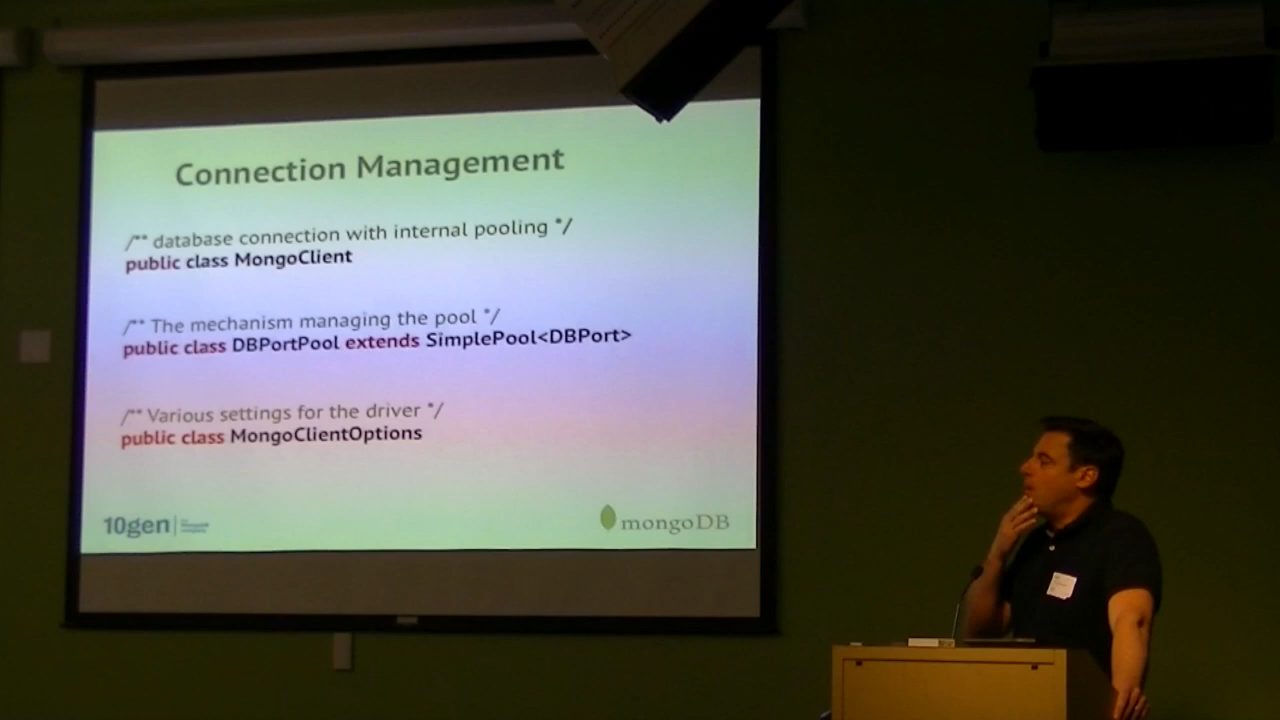 Connection Management
/** database connection with internal pooling */
public class MongoClient
/** The mechanism managing the pool */
public class DBPortPool extends SimplePool<DBPort>
/** Various settings for the driver */
public class MongoClientOptions
10gen
mongoDB